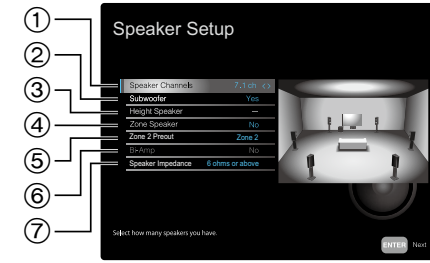 ① Speaker Setup
② Speaker Channels 7.1 ch <>
③ Subwoofer Yes
④ Height Speaker —
⑤ Zone Speaker No
⑥ Zone 2 Preout Zone 2
⑦ Bi-Amp No
Speaker Impedance 6 ohms or above
Select how many speakers you have.
ENTER Next